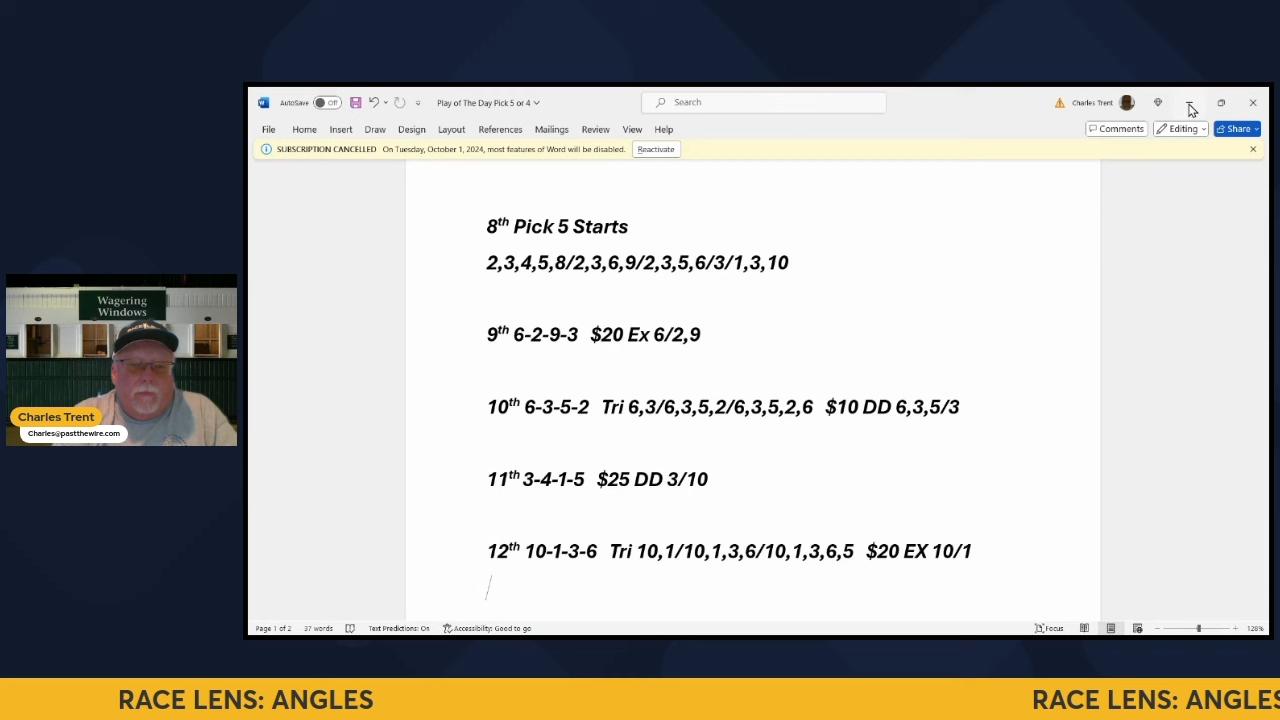 AutoSave Off Play of The Day Pick 5 or 4 Search Charles Trent
File Home Insert Draw Design Layout References Mailings Review View Help Comments Editing Share
SUBSCRIPTION CANCELLED On Tuesday, October 1, 2024, most features of Word will be disabled. Reactivate
8th Pick 5 Starts
2,3,4,5,8/2,3,6,9/2,3,5,6/3/1,3,10
9th 6-2-9-3 $20 Ex 6/2,9
10th 6-3-5-2 Tri 6,3/6,3,5,2/6,3,5,2,6 $10 DD 6,3,5/3
11th 3-4-1-5 $25 DD 3/10
12th 10-1-3-6 Tri 10,1/10,1,3,6/10,1,3,6,5 $20 EX 10/1
Page 1 of 2 37 words Text Predictions: On Accessibility: Good to go Focus 128%
Wagering
Windows
Charles Trent
Charles@pastthewire.com
RACE LENS: ANGLES RACE LENS: ANGLES